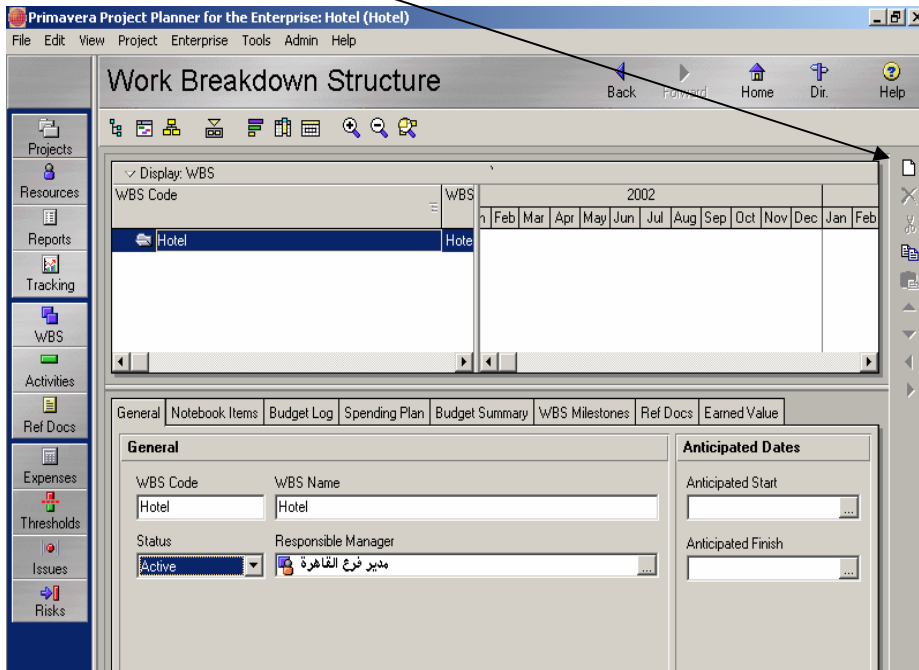 Primavera Project Planner for the Enterprise: Hotel (Hotel)
File Edit View Project Enterprise Tools Admin Help
Work Breakdown Structure
Back Forward Home Dir. Help
Projects
Resources
Reports
Tracking
WBS
Activities
Ref Docs
Expenses
Thresholds
Issues
Risks
Display: WBS
WBS Code WBS 2002
Feb Mar Apr May Jun Jul Aug Sep Oct Nov Dec Jan Feb
Hotel Hote
General Notebook Items Budget Log Spending Plan Budget Summary WBS Milestones Ref Docs Earned Value
General Anticipated Dates
WBS Code WBS Name Anticipated Start
Hotel Hotel ...
Status Responsible Manager Anticipated Finish
Active مدير فرع القاهرة ... ...